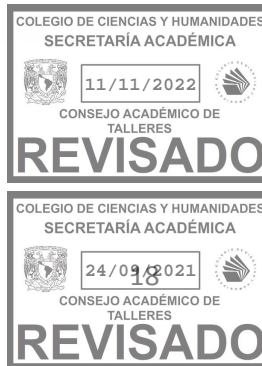 COLEGIO DE CIENCIAS Y HUMANIDADES
SECRETARÍA ACADÉMICA
11/11/2022
CONSEJO ACADÉMICO DE
TALLERES
REVISADO
COLEGIO DE CIENCIAS Y HUMANIDADES
SECRETARÍA ACADÉMICA
24/09/2021
18
CONSEJO ACADÉMICO DE
TALLERES
REVISADO